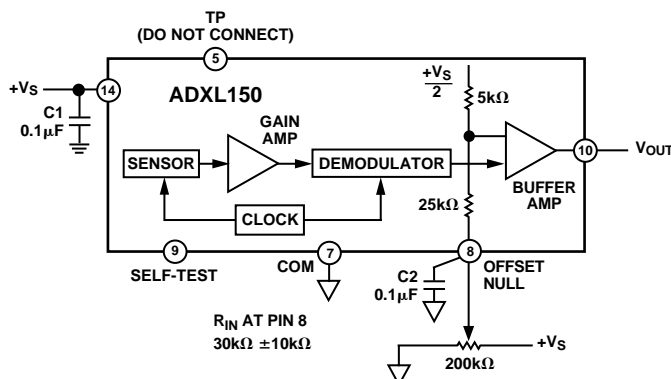 TP
(DO NOT CONNECT)
5
+VS
14
ADXL150
+VS
2
5kΩ
C1
0.1µF
GAIN
AMP
SENSOR
DEMODULATOR
10
VOUT
BUFFER
AMP
25kΩ
CLOCK
9
7
8
SELF-TEST
COM
OFFSET
NULL
C2
0.1µF
RIN AT PIN 8
30kΩ ±10kΩ
+VS
200kΩ